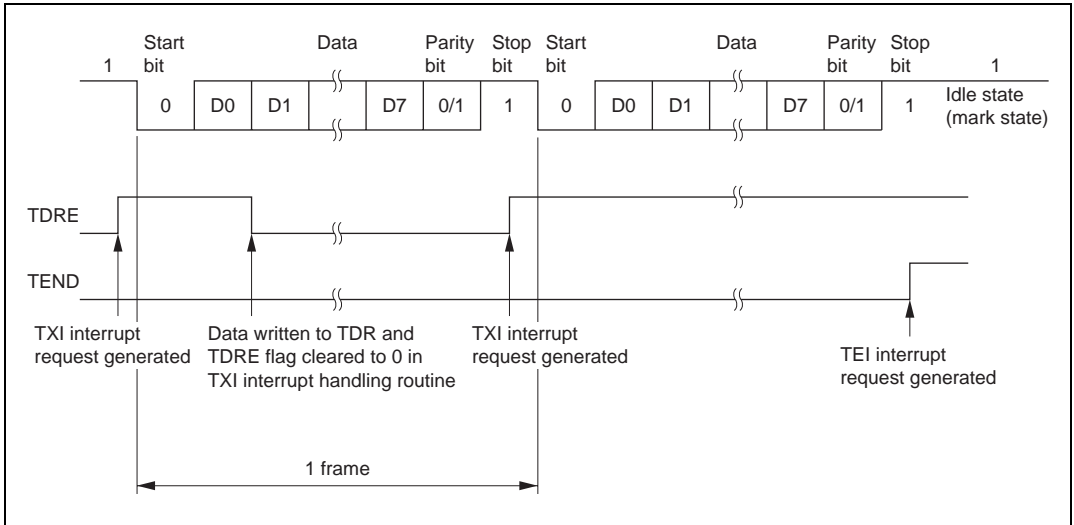 Start bit
Data
Parity bit
Stop bit
Start bit
Data
Parity bit
Stop bit
1
1
0
D0
D1
D7
0/1
1
0
D0
D1
D7
0/1
1
Idle state
(mark state)
TDRE
TEND
TXI interrupt
request generated
Data written to TDR and
TDRE flag cleared to 0 in
TXI interrupt handling routine
TXI interrupt
request generated
TEI interrupt
request generated
1 frame